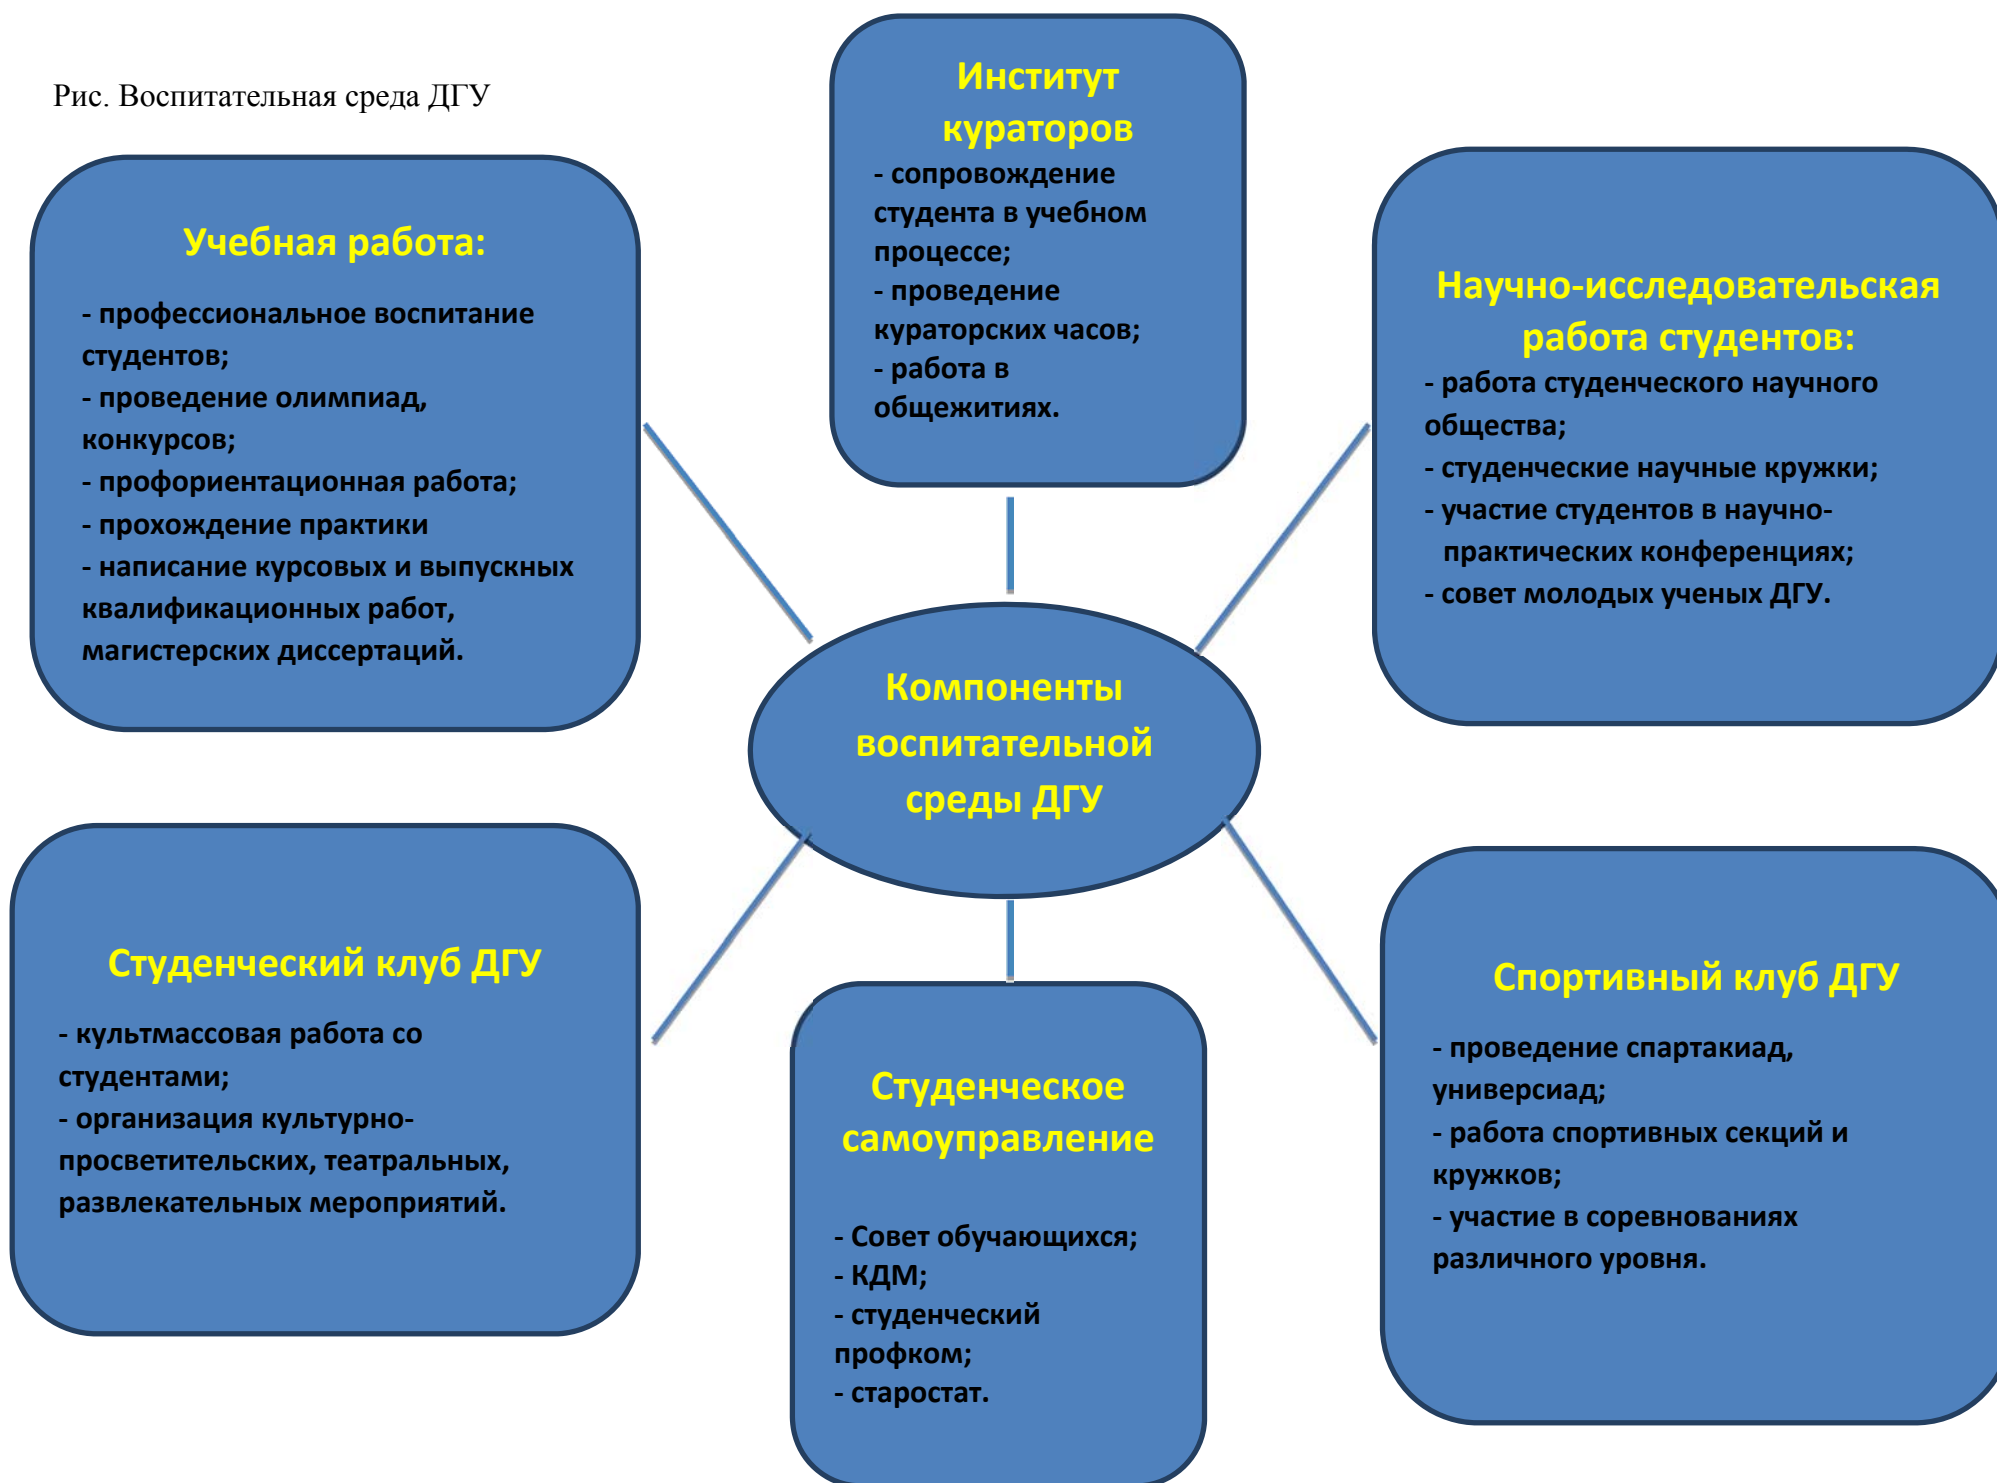 Рис. Воспитательная среда ДГУ
Институт
кураторов
- сопровождение
студента в учебном
процессе;
- проведение
кураторских часов;
- работа в
общежитиях.
Учебная работа:
- профессиональное воспитание
студентов;
- проведение олимпиад,
конкурсов;
- профориентационная работа;
- прохождение практики
- написание курсовых и выпускных
квалификационных работ,
магистерских диссертаций.
Научно-исследовательская
работа студентов:
- работа студенческого научного
общества;
- студенческие научные кружки;
- участие студентов в научно-
практических конференциях;
- совет молодых ученых ДГУ.
Компоненты
воспитательной
среды ДГУ
Студенческий клуб ДГУ
- культмассовая работа со
студентами;
- организация культурно-
просветительских, театральных,
развлекательных мероприятий.
Студенческое
самоуправление
- Совет обучающихся;
- КДМ;
- студенческий
профком;
- старостат.
Спортивный клуб ДГУ
- проведение спартакиад,
универсиад;
- работа спортивных секций и
кружков;
- участие в соревнованиях
различного уровня.